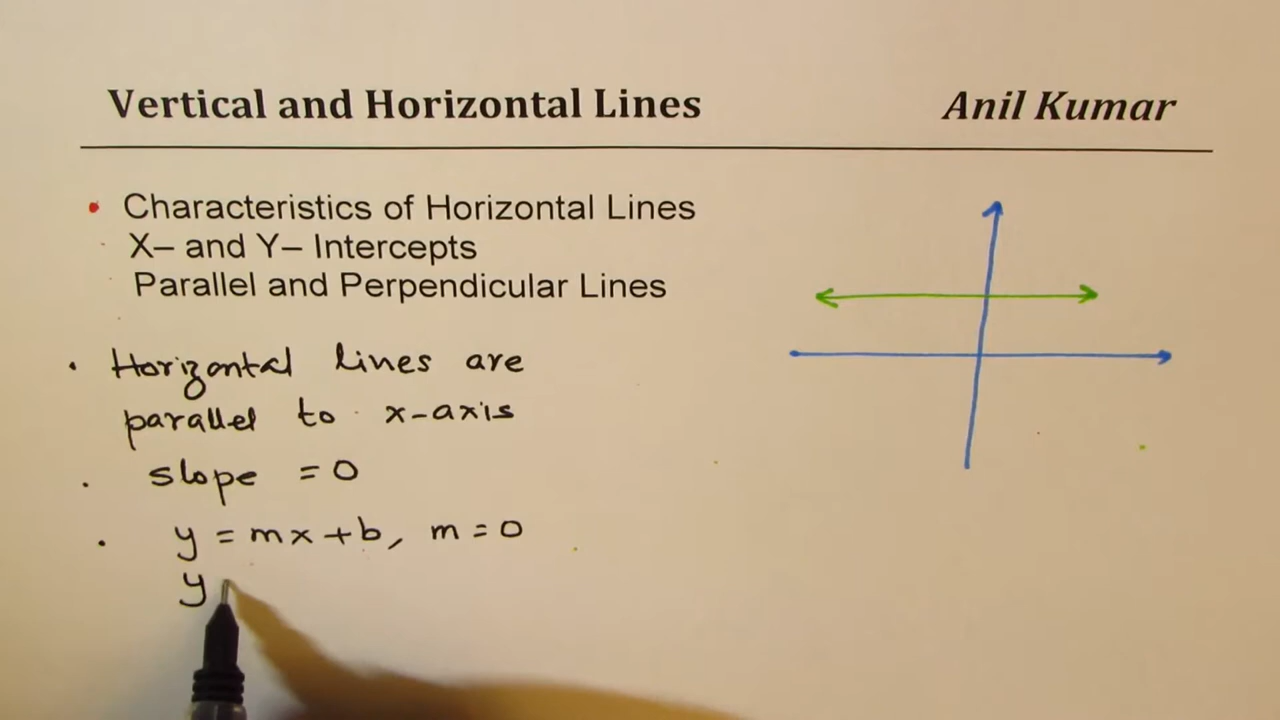 Vertical and Horizontal Lines Anil Kumar
• Characteristics of Horizontal Lines
X– and Y– Intercepts
Parallel and Perpendicular Lines
• Horizontal lines are
parallel to x-axis
• slope = 0
• y = mx + b, m = 0
y